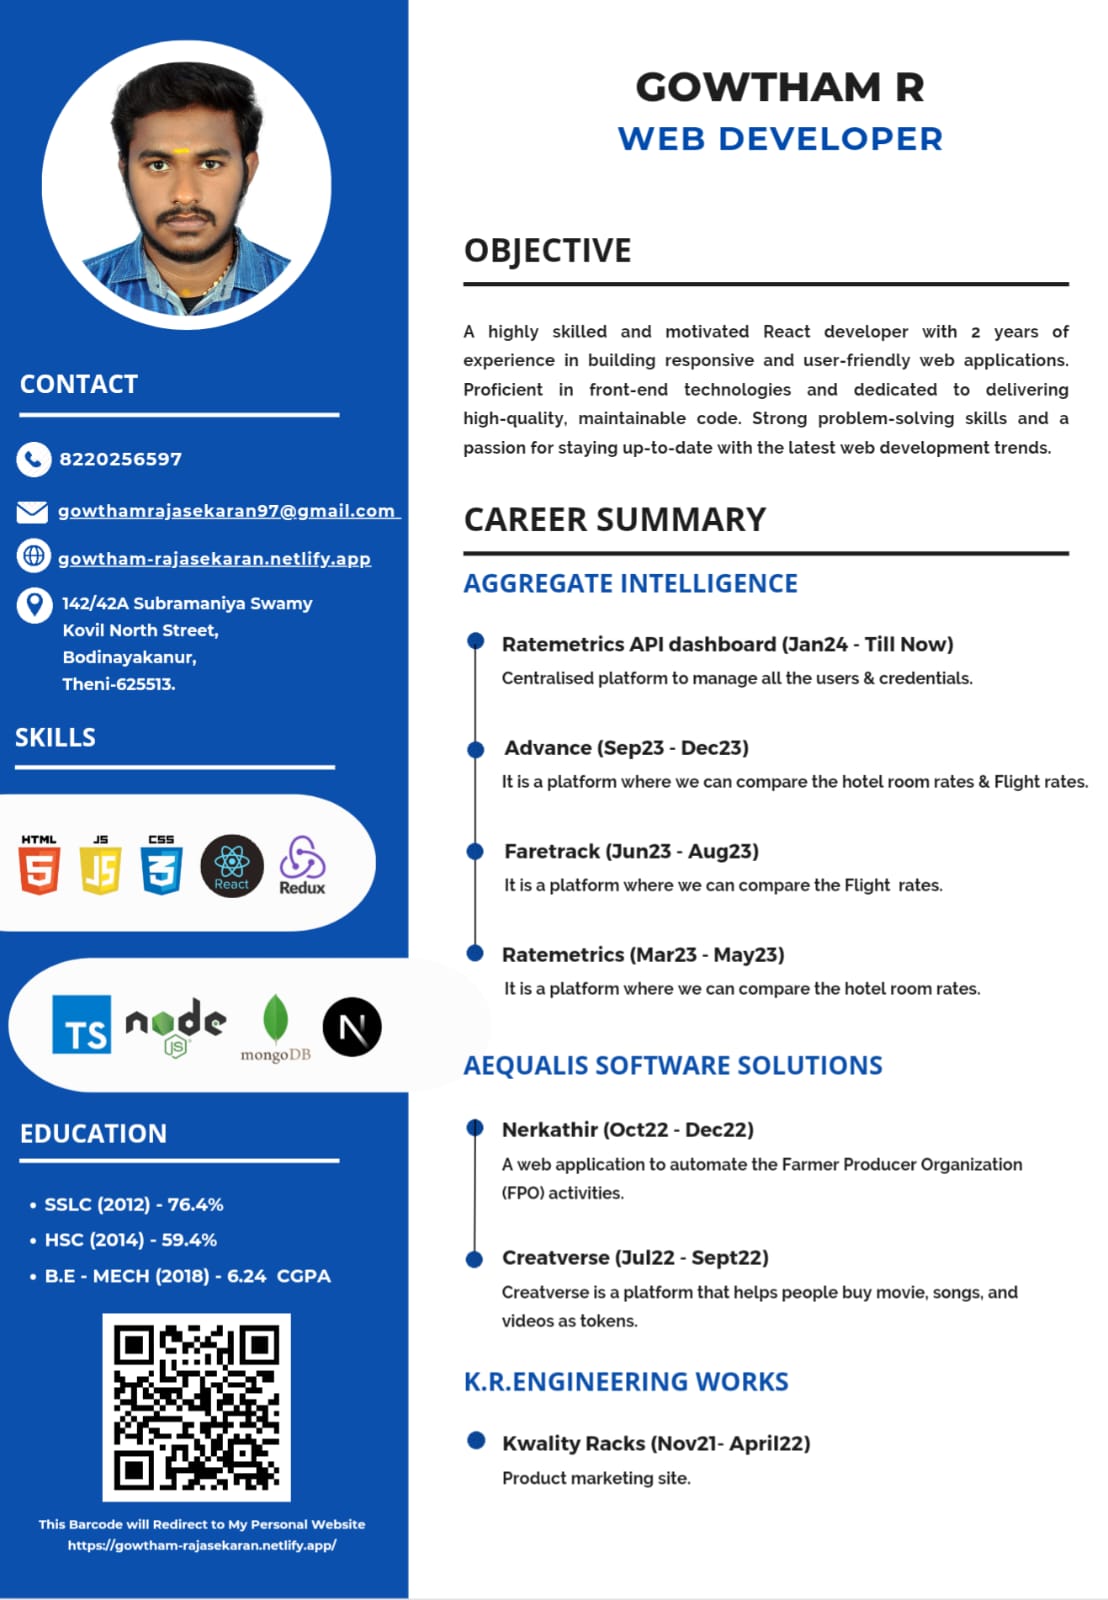 GOWTHAM R
WEB DEVELOPER
CONTACT
8220256597
gowthamrajasekaran97@gmail.com
gowtham-rajasekaran.netlify.app
142/42A Subramaniya Swamy
Kovil North Street,
Bodinayakanur,
Theni-625513.
SKILLS
HTML JS CSS
5 JS 3 React Redux
TS node JS mongoDB N
EDUCATION
• SSLC (2012) - 76.4%
• HSC (2014) - 59.4%
• B.E - MECH (2018) - 6.24 CGPA
This Barcode will Redirect to My Personal Website
https://gowtham-rajasekaran.netlify.app/
OBJECTIVE
A highly skilled and motivated React developer with 2 years of
experience in building responsive and user-friendly web applications.
Proficient in front-end technologies and dedicated to delivering
high-quality, maintainable code. Strong problem-solving skills and a
passion for staying up-to-date with the latest web development trends.
CAREER SUMMARY
AGGREGATE INTELLIGENCE
Ratemetrics API dashboard (Jan24 - Till Now)
Centralised platform to manage all the users & credentials.
Advance (Sep23 - Dec23)
It is a platform where we can compare the hotel room rates & Flight rates.
Faretrack (Jun23 - Aug23)
It is a platform where we can compare the Flight rates.
Ratemetrics (Mar23 - May23)
It is a platform where we can compare the hotel room rates.
AEQUALIS SOFTWARE SOLUTIONS
Nerkathir (Oct22 - Dec22)
A web application to automate the Farmer Producer Organization
(FPO) activities.
Creatverse (Jul22 - Sept22)
Creatverse is a platform that helps people buy movie, songs, and
videos as tokens.
K.R.ENGINEERING WORKS
Kwality Racks (Nov21- April22)
Product marketing site.